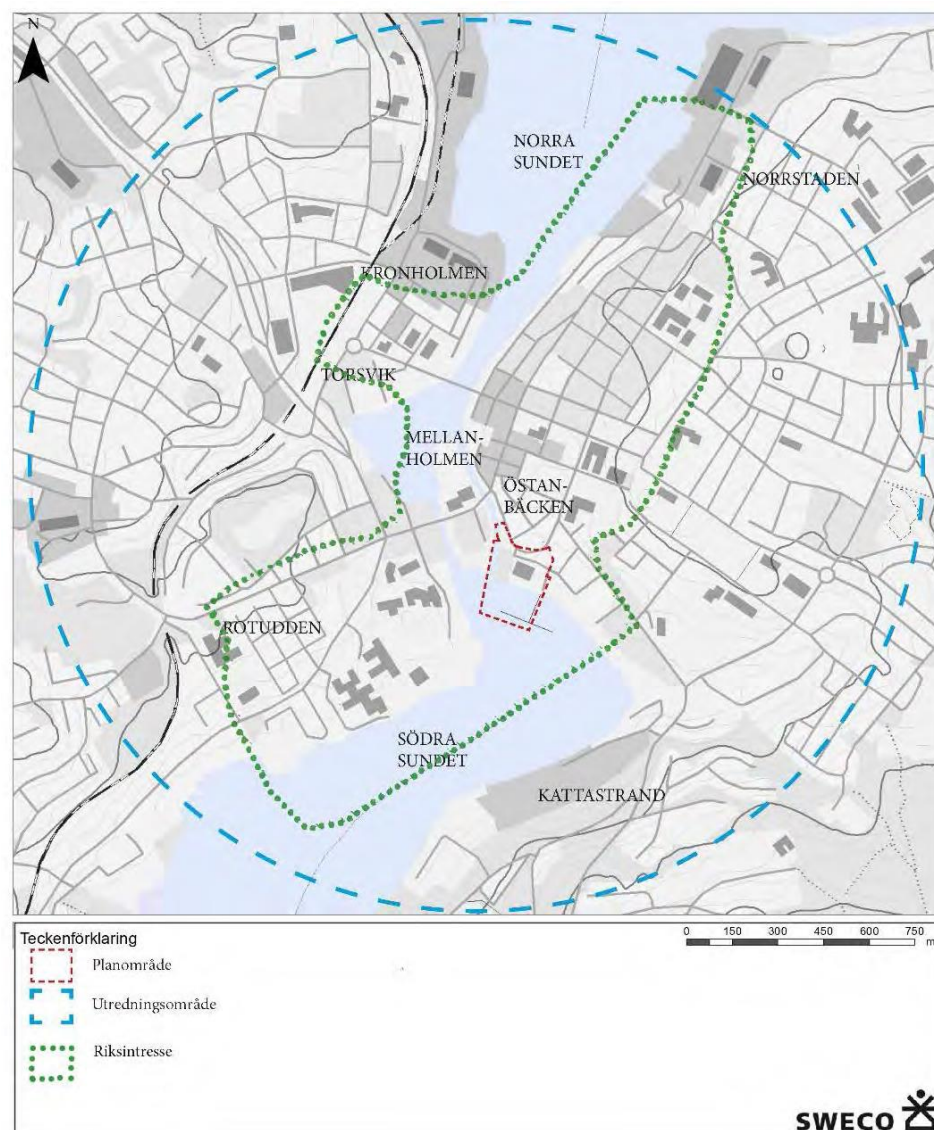 N
NORRA
SUNDET
NORRSTADEN
KRONHOLMEN
TORSVIK
MELLAN-
HOLMEN
ÖSTAN-
BÄCKEN
ROTUDDEN
SÖDRA
SUNDET
KATTASTRAND
Teckenförklaring
Planområde
Utredningsområde
Riksintresse
0 150 300 450 600 750
m
SWECO